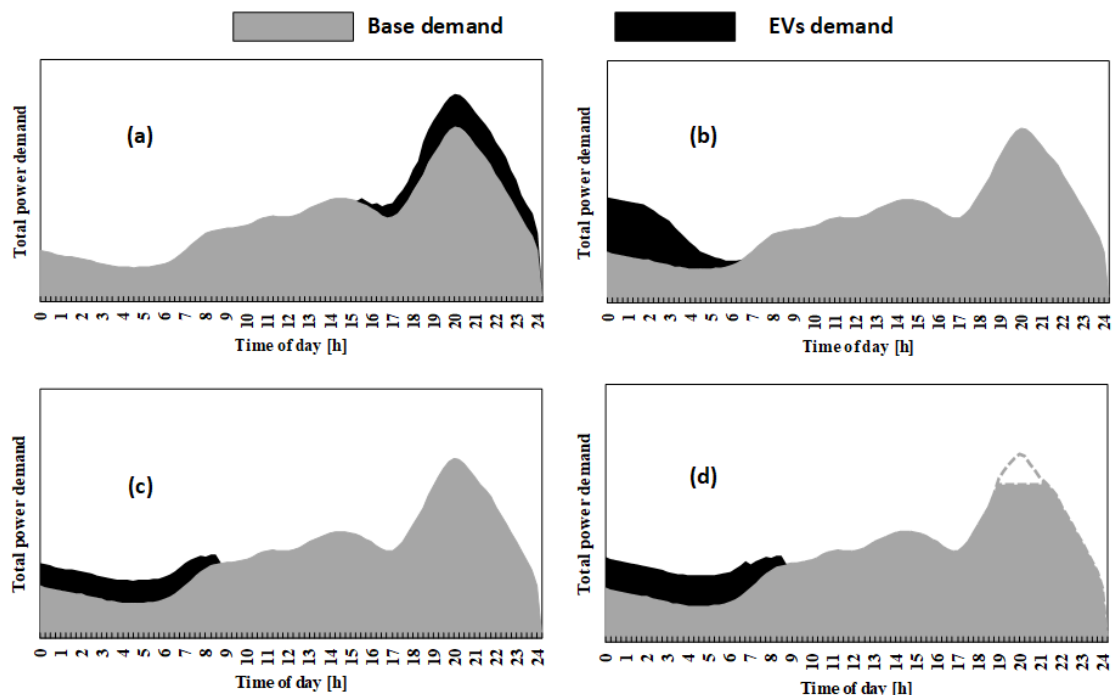 Base demand
EVs demand
Total power demand
(a)
0 1 2 3 4 5 6 7 8 9 10 11 12 13 14 15 16 17 18 19 20 21 22 23 24
Time of day [h]
Total power demand
(b)
0 1 2 3 4 5 6 7 8 9 10 11 12 13 14 15 16 17 18 19 20 21 22 23 24
Time of day [h]
Total power demand
(c)
0 1 2 3 4 5 6 7 8 9 10 11 12 13 14 15 16 17 18 19 20 21 22 23 24
Time of day [h]
Total power demand
(d)
0 1 2 3 4 5 6 7 8 9 10 11 12 13 14 15 16 17 18 19 20 21 22 23 24
Time of day [h]